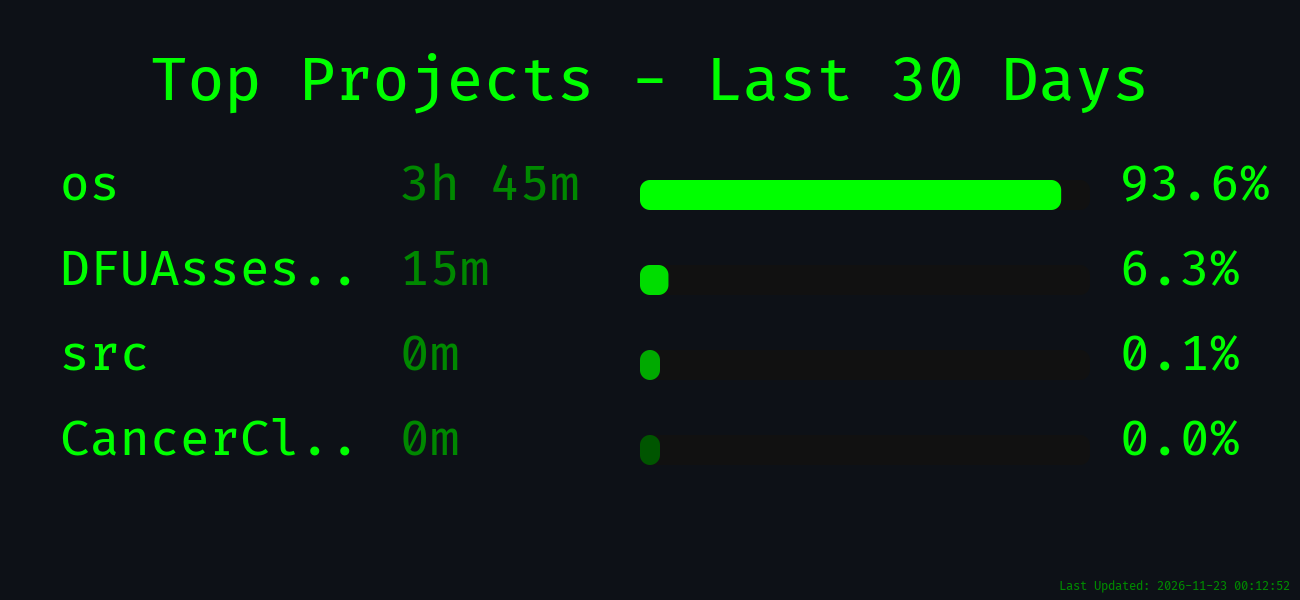 Top Projects - Last 30 Days
os 3h 45m 93.6%
DFUAsses.. 15m 6.3%
src 0m 0.1%
CancerCl.. 0m 0.0%
Last Updated: 2026-11-23 00:12:52